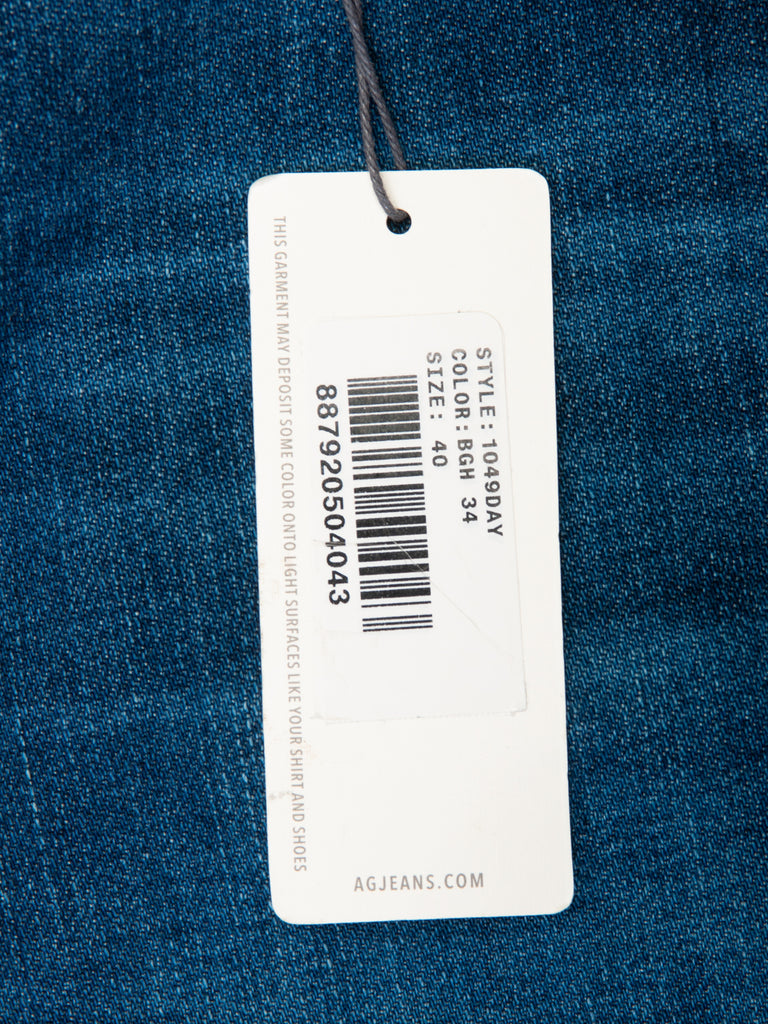 THIS GARMENT MAY DEPOSIT SOME COLOR ONTO LIGHT SURFACES LIKE YOUR SHIRT AND SHOES
STYLE:1049DAY
COLOR:BGH 34
SIZE: 40
887920504043
AGJEANS.COM